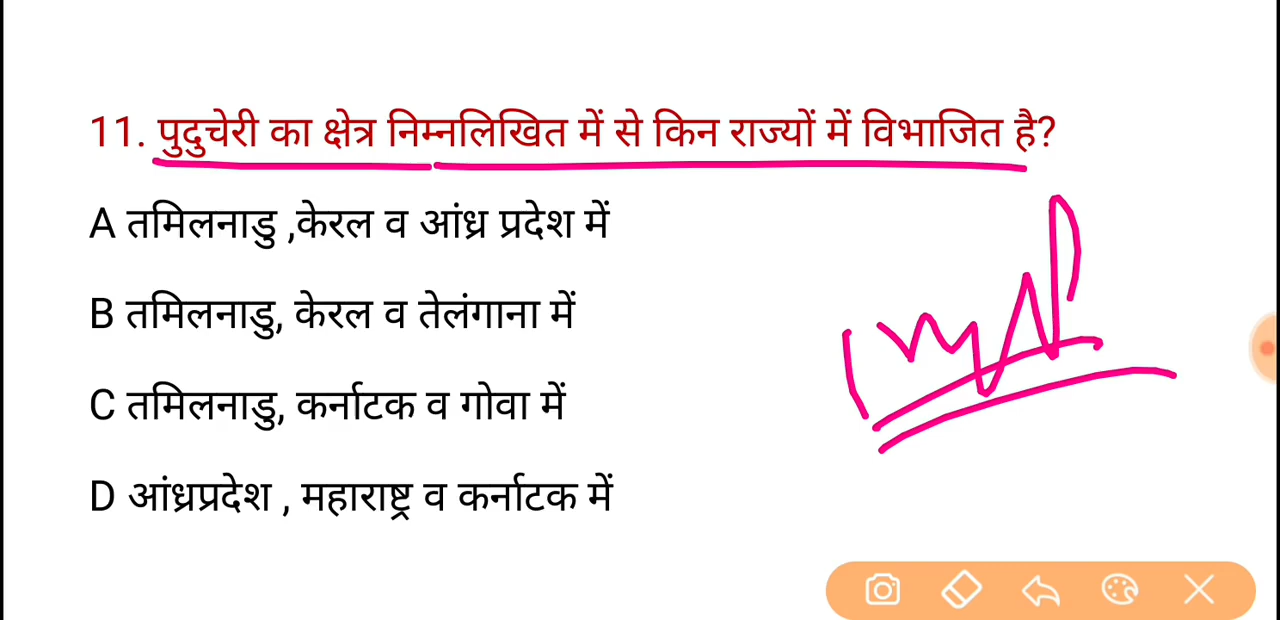 11. पुदुचेरी का क्षेत्र निम्नलिखित में से किन राज्यों में विभाजित है?
A तमिलनाडु ,केरल व आंध्र प्रदेश में
B तमिलनाडु, केरल व तेलंगाना में
C तमिलनाडु, कर्नाटक व गोवा में
D आंध्रप्रदेश , महाराष्ट्र व कर्नाटक में